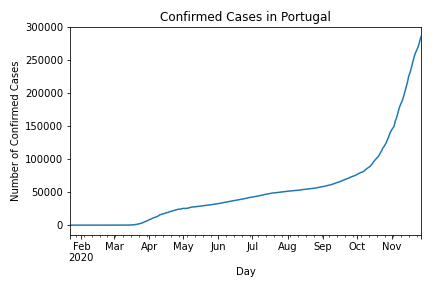 Confirmed Cases in Portugal
300000
250000
200000
150000
100000
50000
0
Number of Confirmed Cases
Feb Mar Apr May Jun Jul Aug Sep Oct Nov
2020
Day